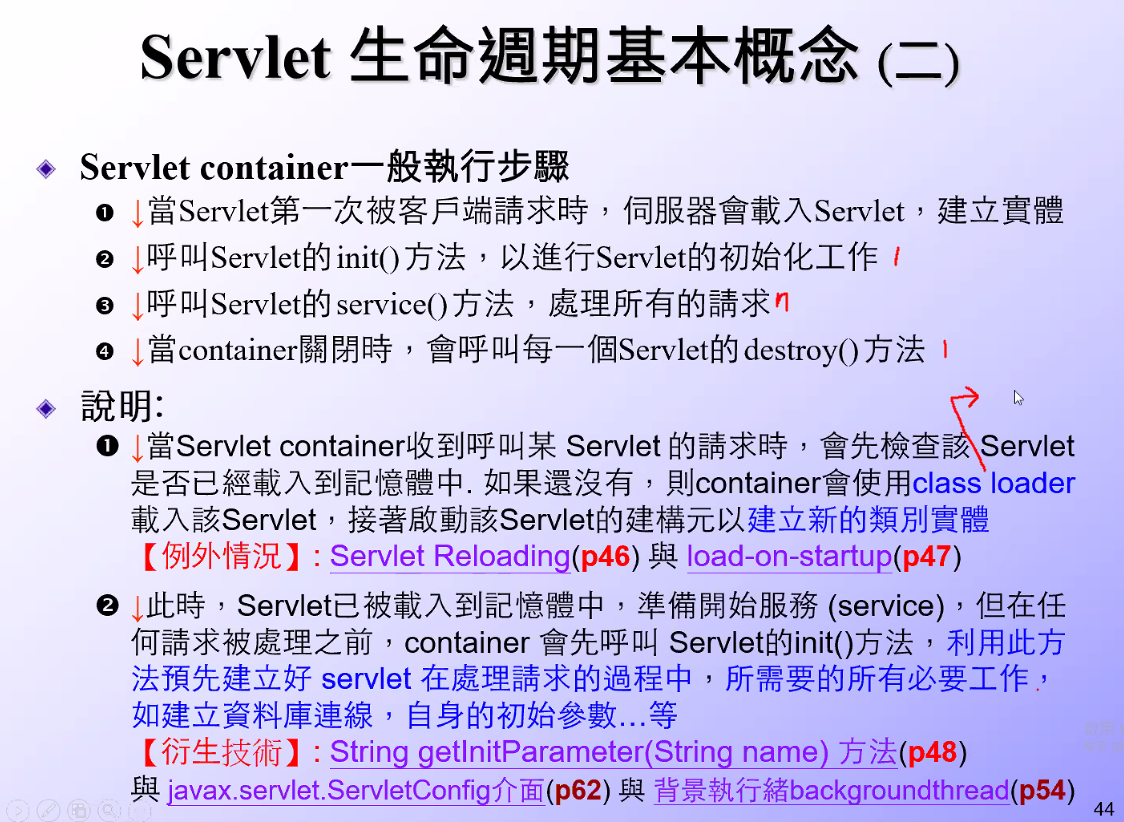 Servlet 生命週期基本概念 (二)
Servlet container一般執行步驟
❶ ↓當Servlet第一次被客戶端請求時，伺服器會載入Servlet，建立實體
❷ ↓呼叫Servlet的init()方法，以進行Servlet的初始化工作 1
❸ ↓呼叫Servlet的service()方法，處理所有的請求 n
❹ ↓當container關閉時，會呼叫每一個Servlet的destroy()方法 1
說明:
❶ ↓當Servlet container收到呼叫某 Servlet 的請求時，會先檢查該 Servlet
是否已經載入到記憶體中. 如果還沒有，則container會使用class loader
載入該Servlet，接著啟動該Servlet的建構元以建立新的類別實體
【例外情況】: Servlet Reloading(p46) 與 load-on-startup(p47)
❷ ↓此時，Servlet已被載入到記憶體中，準備開始服務 (service)，但在任
何請求被處理之前，container 會先呼叫 Servlet的init()方法，利用此方
法預先建立好 servlet 在處理請求的過程中，所需要的所有必要工作，
如建立資料庫連線，自身的初始參數…等
【衍生技術】: String getInitParameter(String name) 方法(p48)
與 javax.servlet.ServletConfig介面(p62) 與 背景執行緒backgroundthread(p54)
44